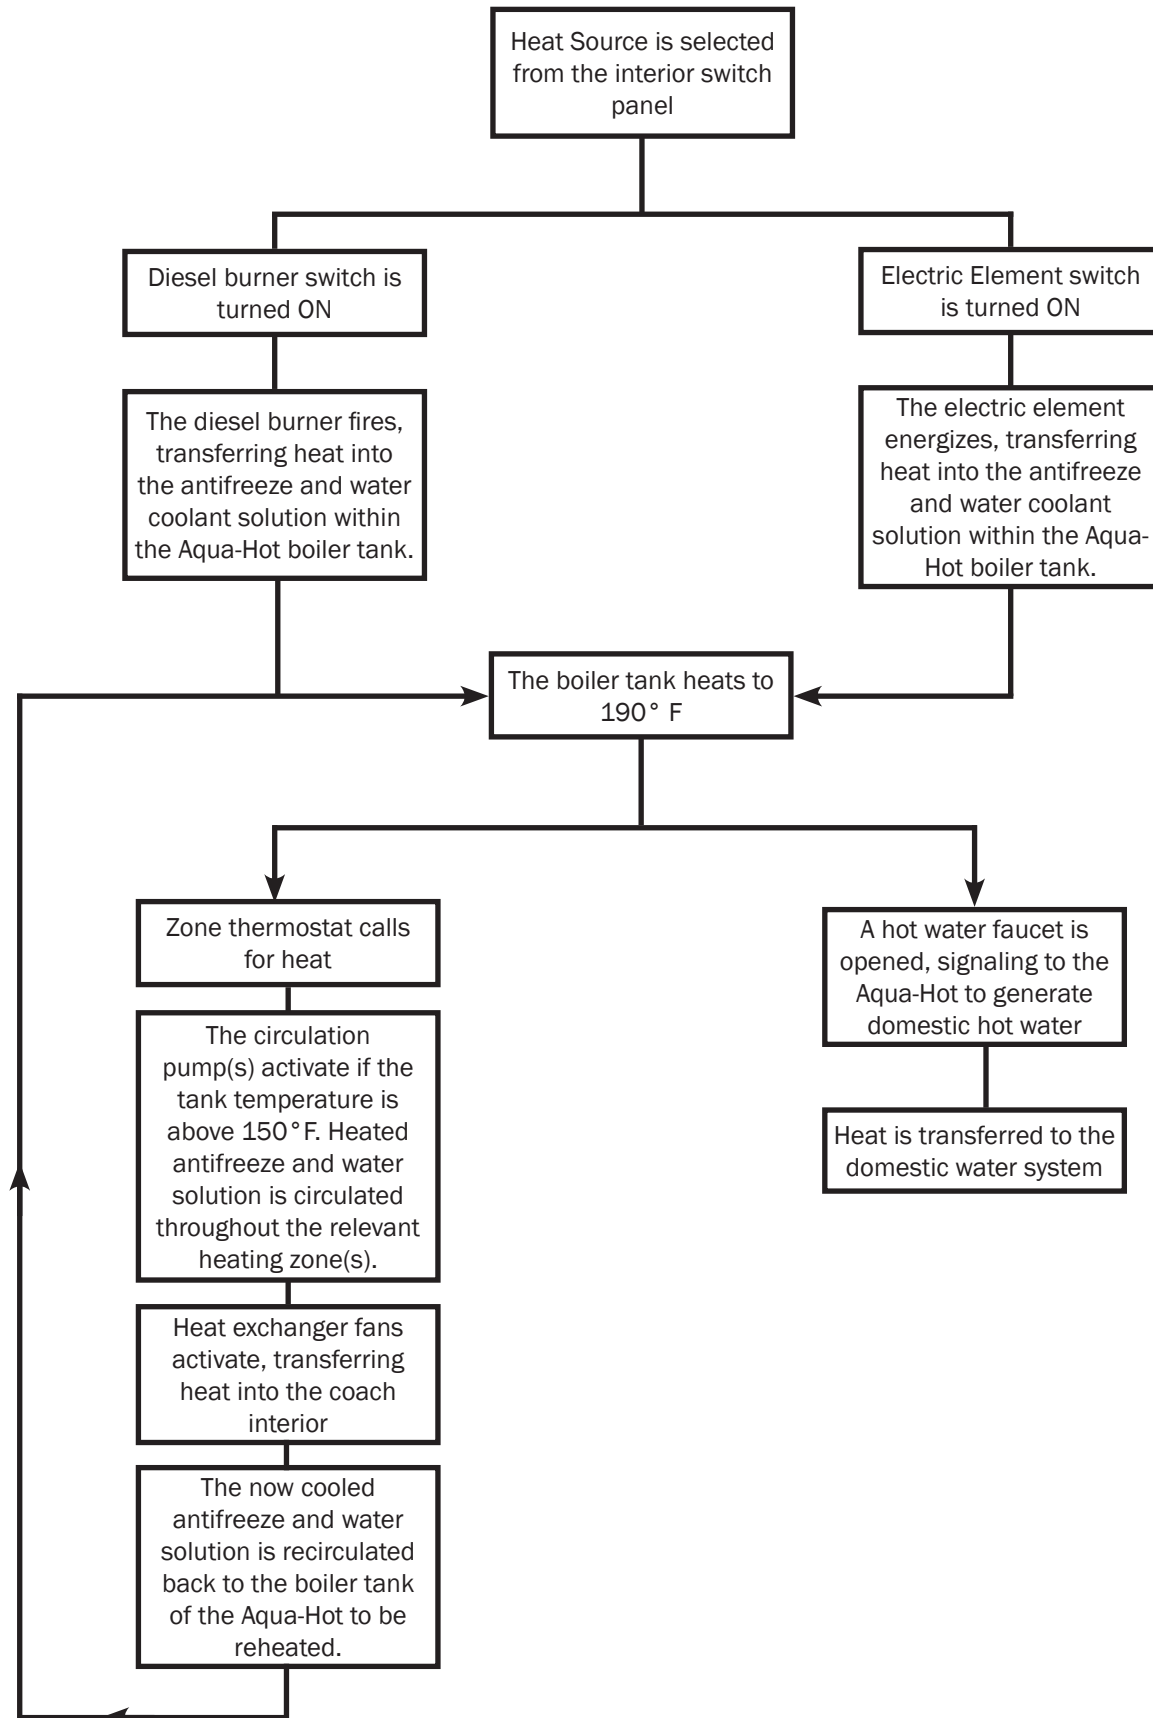 Heat Source is selected
from the interior switch
panel
Diesel burner switch is
turned ON
Electric Element switch
is turned ON
The diesel burner fires,
transferring heat into
the antifreeze and water
coolant solution within
the Aqua-Hot boiler tank.
The electric element
energizes, transferring
heat into the antifreeze
and water coolant
solution within the Aqua-
Hot boiler tank.
The boiler tank heats to
190° F
Zone thermostat calls
for heat
The circulation
pump(s) activate if the
tank temperature is
above 150°F. Heated
antifreeze and water
solution is circulated
throughout the relevant
heating zone(s).
Heat exchanger fans
activate, transferring
heat into the coach
interior
The now cooled
antifreeze and water
solution is recirculated
back to the boiler tank
of the Aqua-Hot to be
reheated.
A hot water faucet is
opened, signaling to the
Aqua-Hot to generate
domestic hot water
Heat is transferred to the
domestic water system